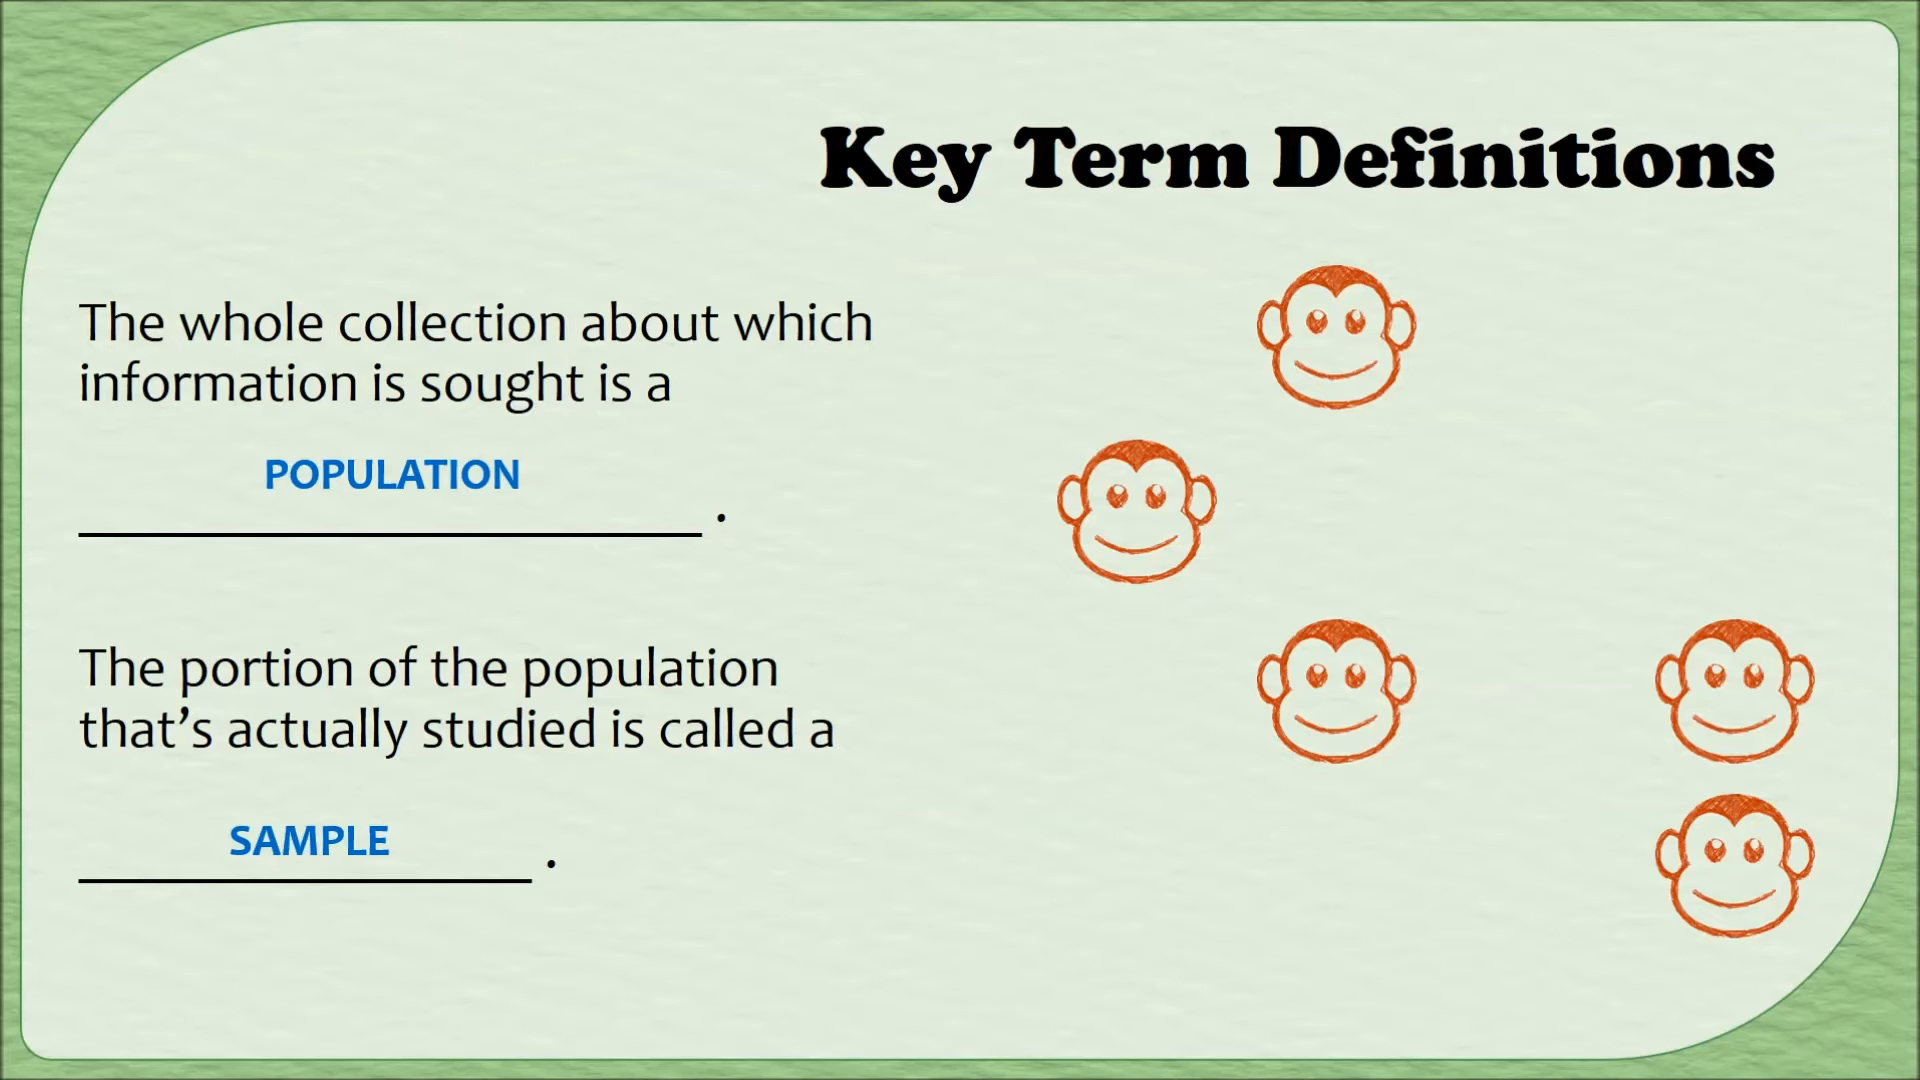 Key Term Definitions
The whole collection about which
information is sought is a
POPULATION
.
The portion of the population
that’s actually studied is called a
SAMPLE
.